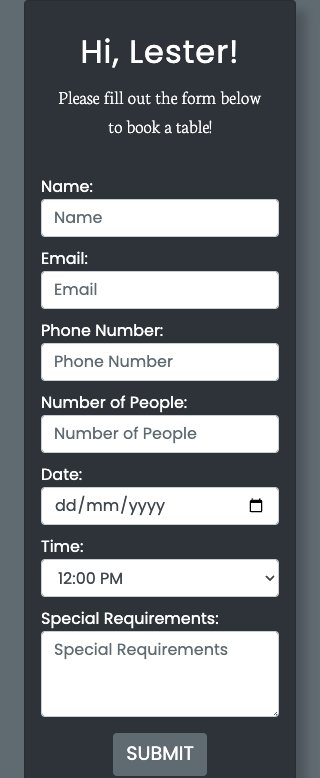 Hi, Lester!
Please fill out the form below
to book a table!
Name:
Name
Email:
Email
Phone Number:
Phone Number
Number of People:
Number of People
Date:
dd/mm/yyyy
Time:
12:00 PM
Special Requirements:
Special Requirements
SUBMIT